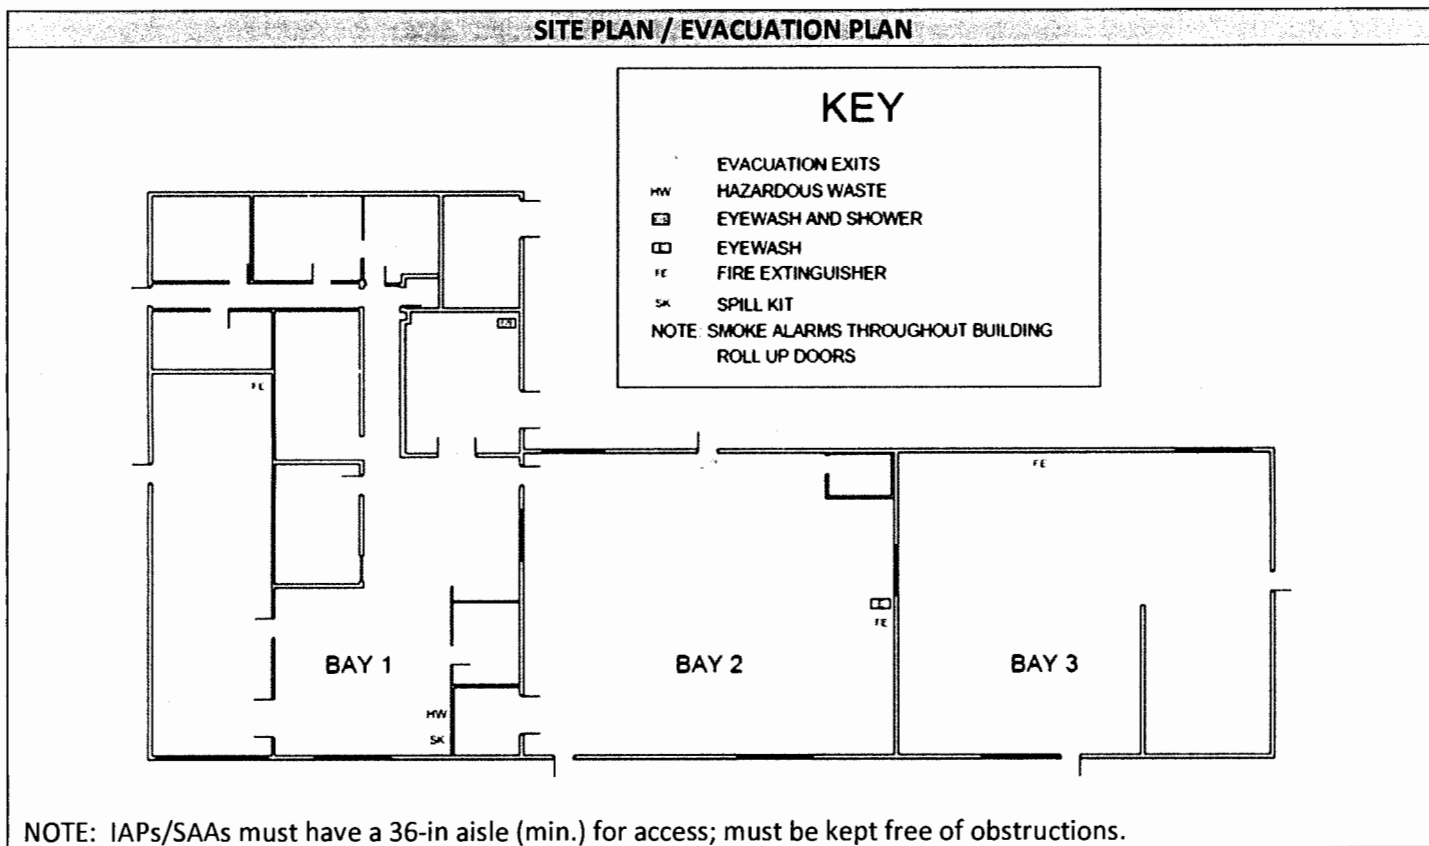 SITE PLAN / EVACUATION PLAN
KEY
EVACUATION EXITS
HW HAZARDOUS WASTE
EYEWASH AND SHOWER
E EYEWASH
FE FIRE EXTINGUISHER
SK SPILL KIT
NOTE: SMOKE ALARMS THROUGHOUT BUILDING
ROLL UP DOORS
FE
FE
E
FE
BAY 1
BAY 2
BAY 3
HW
SK
NOTE: IAPs/SAAs must have a 36-in aisle (min.) for access; must be kept free of obstructions.